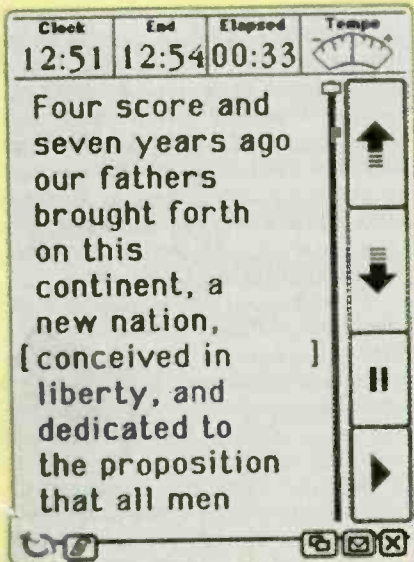 Clock End Elapsed Tempo
12:51 12:54 00:33
- +
Four score and
seven years ago
our fathers
brought forth
on this
continent, a
new nation,
[conceived in ]
liberty, and
dedicated to
the proposition
that all men